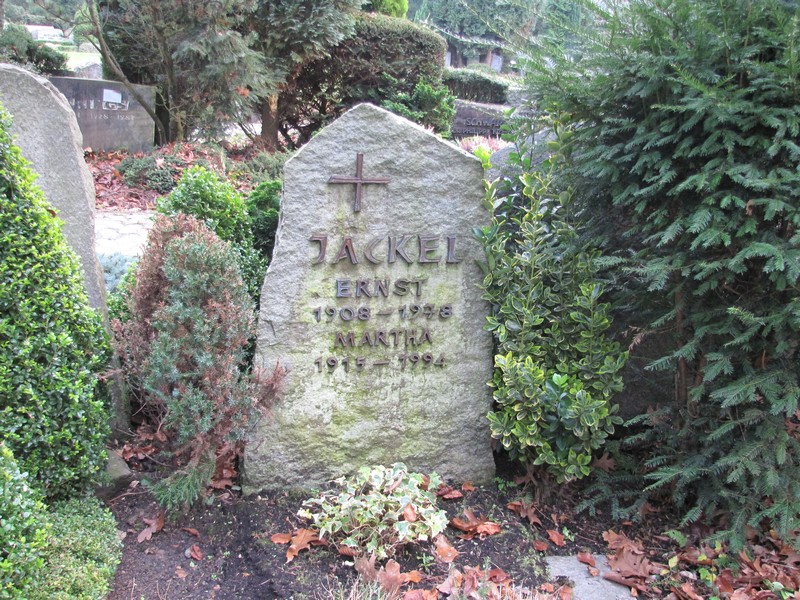 JACKEL
ERNST
1908 – 1978
MARTHA
1915 – 1994